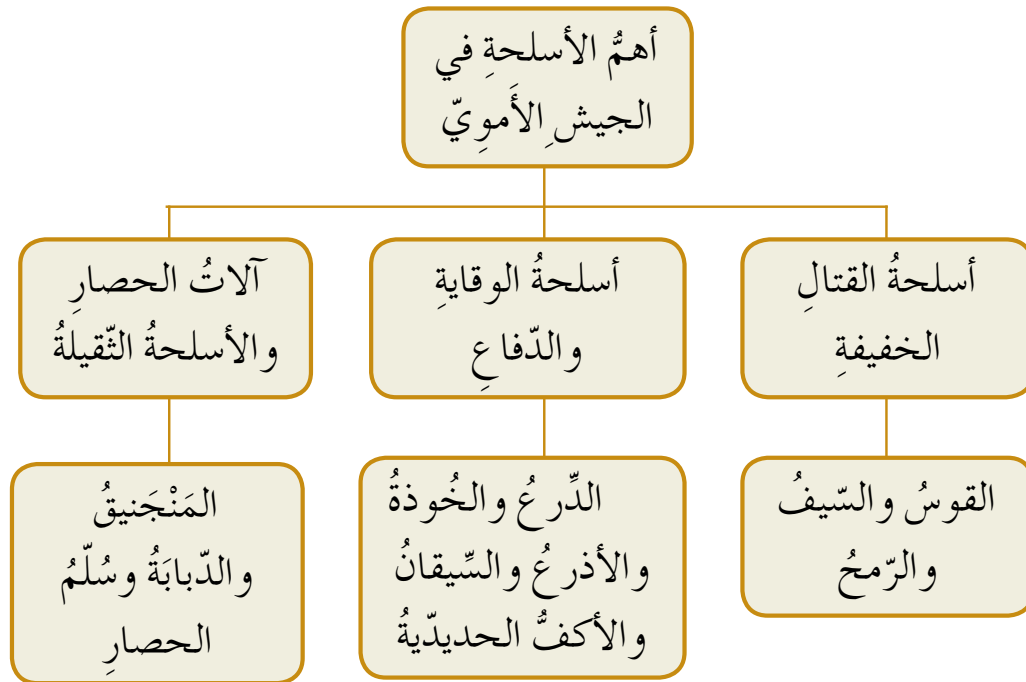 أهمُّ الأسلحةِ في
الجيشِ الأَموِيّ
أسلحةُ القتالِ
الخفيفةِ
أسلحةُ الوقايةِ
والدّفاعِ
آلاتُ الحصارِ
والأسلحةُ الثّقيلةُ
القوسُ والسّيفُ
والرّمحُ
الدِّرعُ والخُوذةُ
والأذرعُ والسِّيقانُ
والأكفُّ الحديدّيةُ
المَنْجَنيقُ
والدّبابَةُ وسُلّمُ
الحصارِ